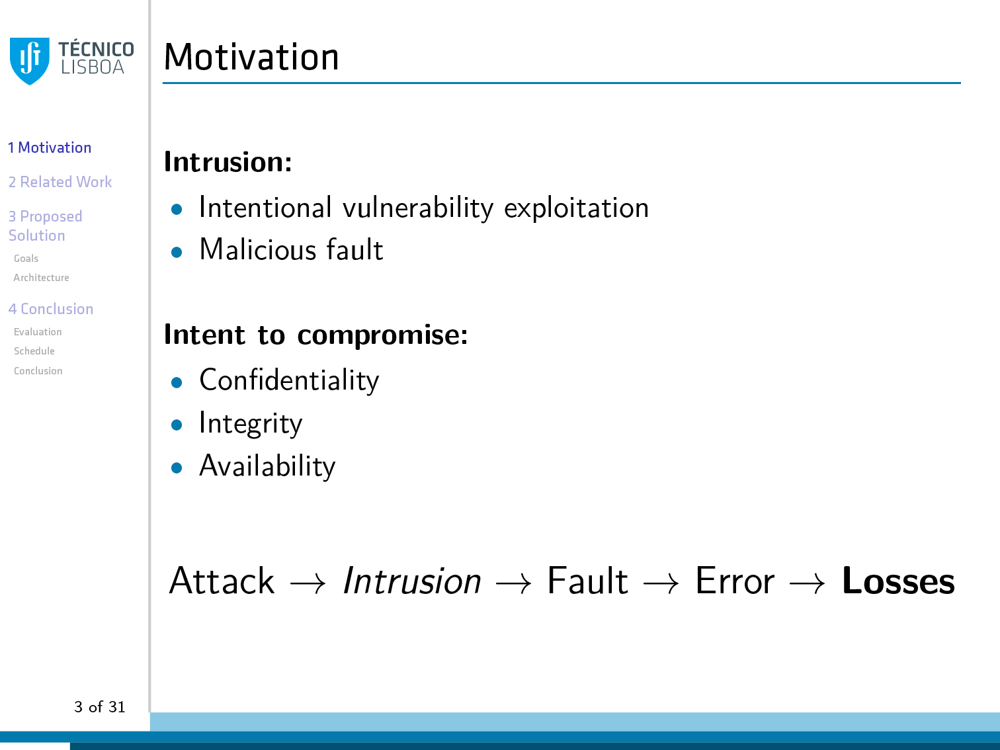 TÉCNICO
LISBOA
Motivation
1 Motivation
2 Related Work
3 Proposed
Solution
Goals
Architecture
4 Conclusion
Evaluation
Schedule
Conclusion
Intrusion:
• Intentional vulnerability exploitation
• Malicious fault
Intent to compromise:
• Confidentiality
• Integrity
• Availability
Attack → Intrusion → Fault → Error → Losses
3 of 31